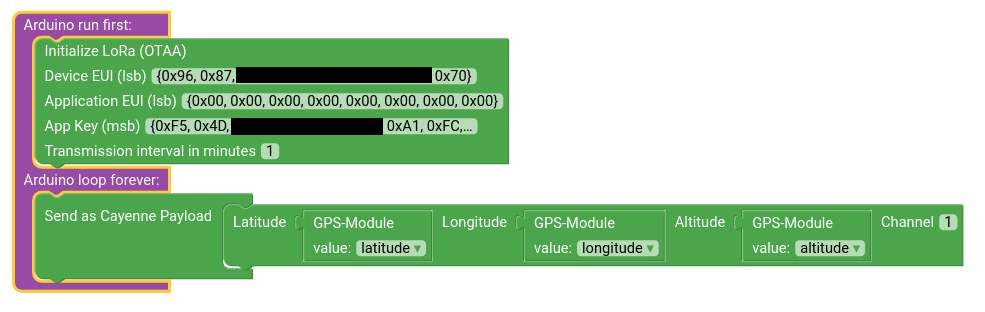 Arduino run first:
Initialize LoRa (OTAA)
Device EUI (lsb) {0x96, 0x87, 0x70}
Application EUI (lsb) {0x00, 0x00, 0x00, 0x00, 0x00, 0x00, 0x00, 0x00}
App Key (msb) {0xF5, 0x4D, 0xA1, 0xFC,...
Transmission interval in minutes 1
Arduino loop forever:
Send as Cayenne Payload
Latitude GPS-Module Longitude GPS-Module Altitude GPS-Module Channel 1
value: latitude ▾ value: longitude ▾ value: altitude ▾